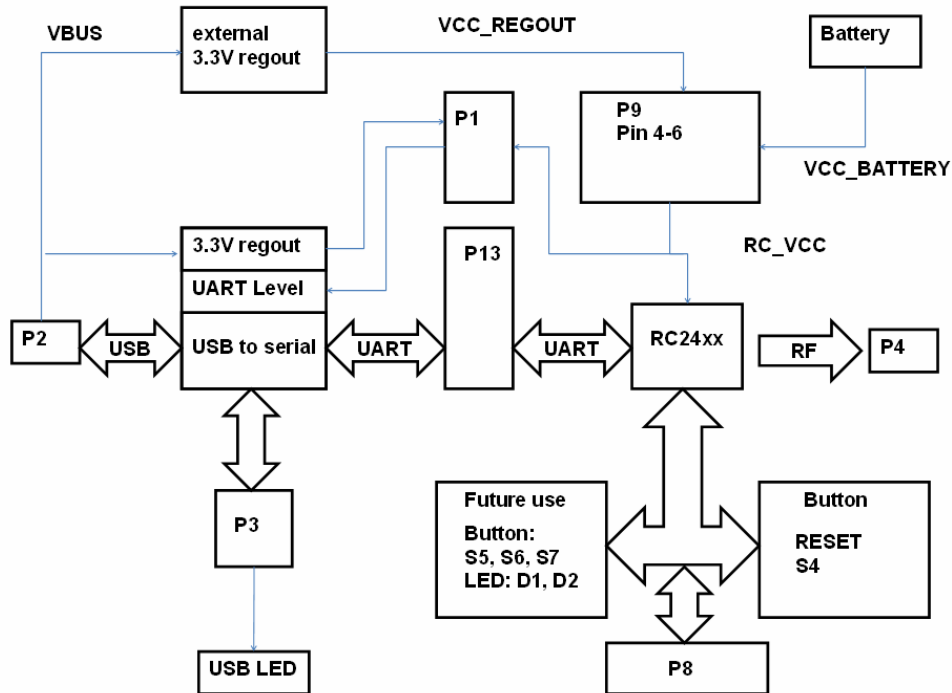 VBUS
external
3.3V regout
VCC_REGOUT
Battery
P1
P9
Pin 4-6
VCC_BATTERY
3.3V regout
UART Level
USB to serial
P13
RC_VCC
P2
USB
UART
UART
RC24xx
RF
P4
P3
Future use
Button:
S5, S6, S7
LED: D1, D2
Button
RESET
S4
USB LED
P8